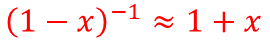 (1 − x)⁻¹ ≈ 1 + x